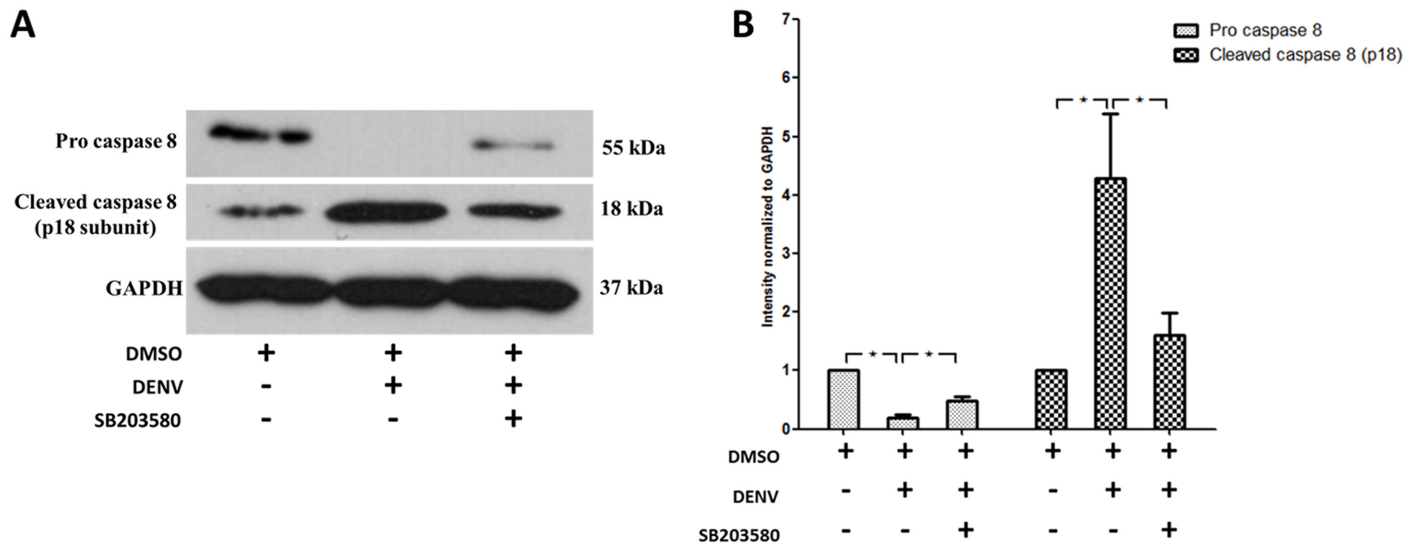 A
Pro caspase 8
55 kDa
Cleaved caspase 8
(p18 subunit)
18 kDa
GAPDH
37 kDa
DMSO + + +
DENV - + +
SB203580 - - +
B
Pro caspase 8
Cleaved caspase 8 (p18)
Intensity normalized to GAPDH
7
6
5
4
3
2
1
0
* *
* *
DMSO + + + + + +
DENV - + + - + +
SB203580 - - + - - +